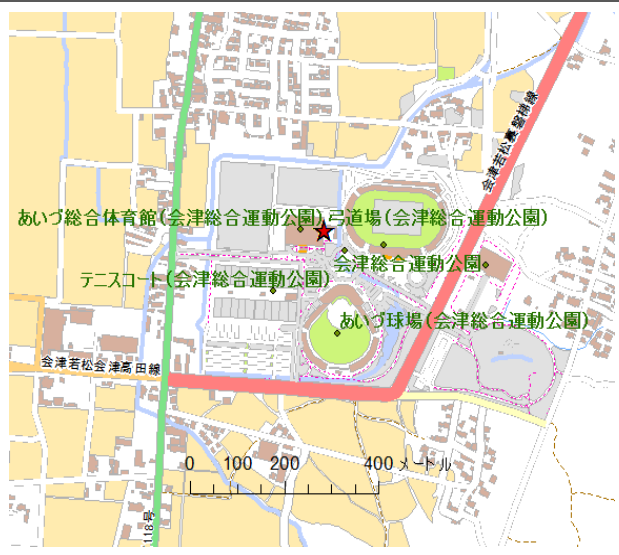 会津若松裏磐梯線
あいづ総合体育館(会津総合運動公園)
弓道場(会津総合運動公園)
会津総合運動公園
テニスコート(会津総合運動公園)
あいづ球場(会津総合運動公園)
会津若松会津高田線
0 100 200 400 メートル
118号